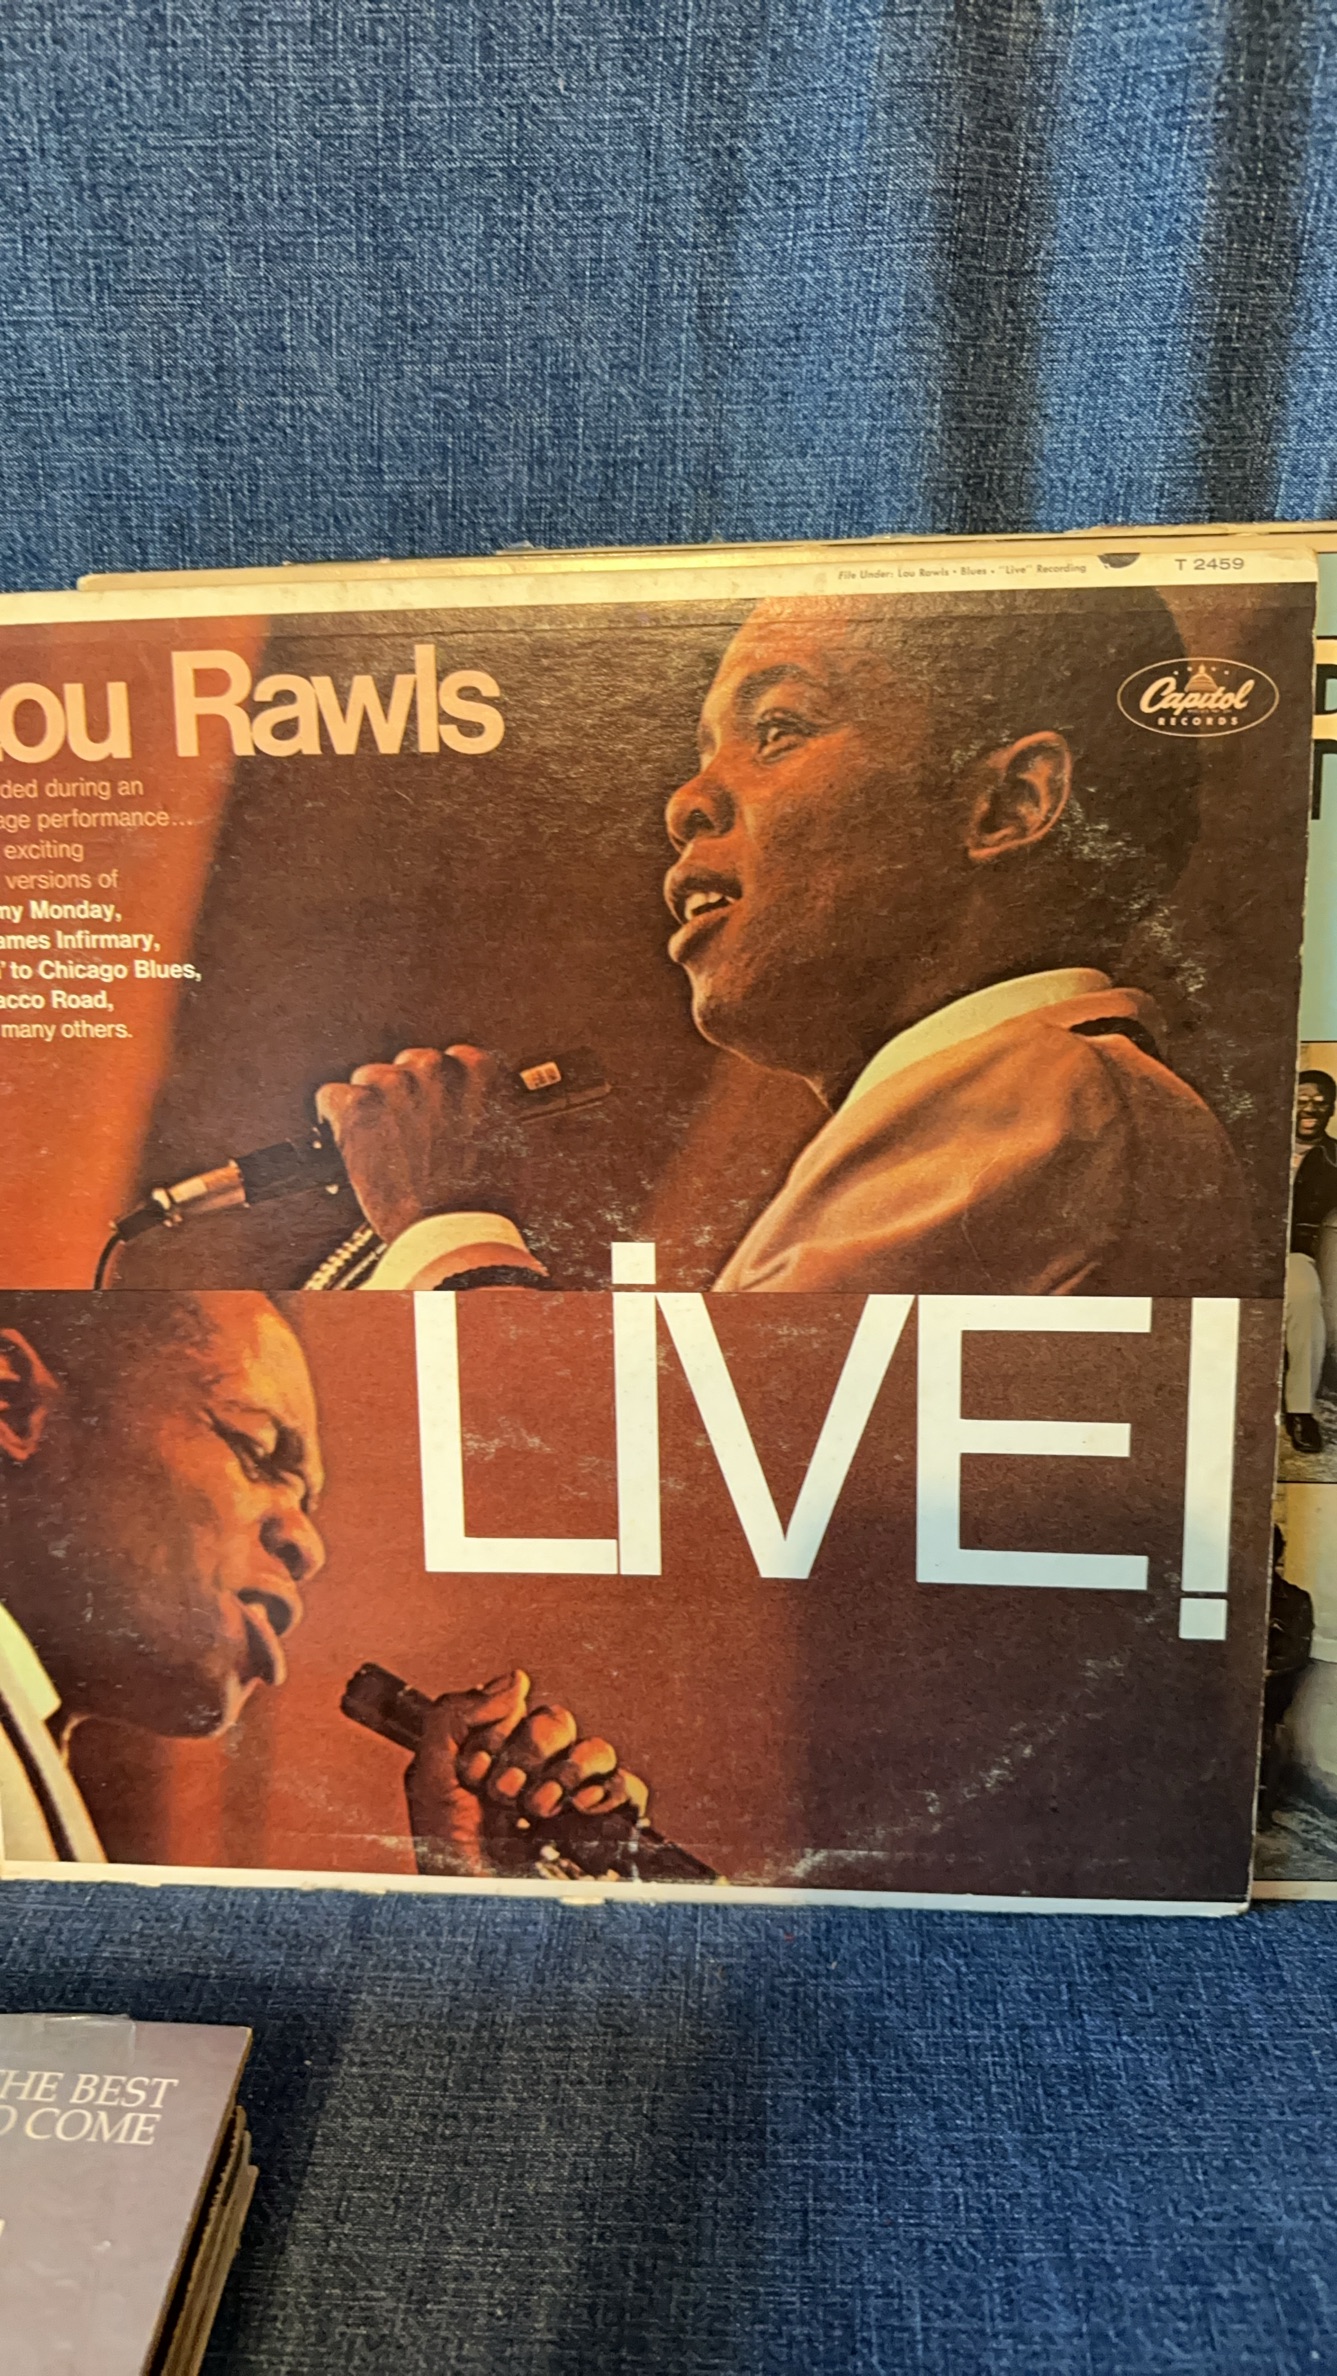 File Under: Lou Rawls • Blues • "Live" Recording
T 2459
ou Rawls
Capitol
RECORDS
ded during an
age performance...
exciting
versions of
ny Monday,
ames Infirmary,
' to Chicago Blues,
acco Road,
many others.
LiVE!
HE BEST
O COME